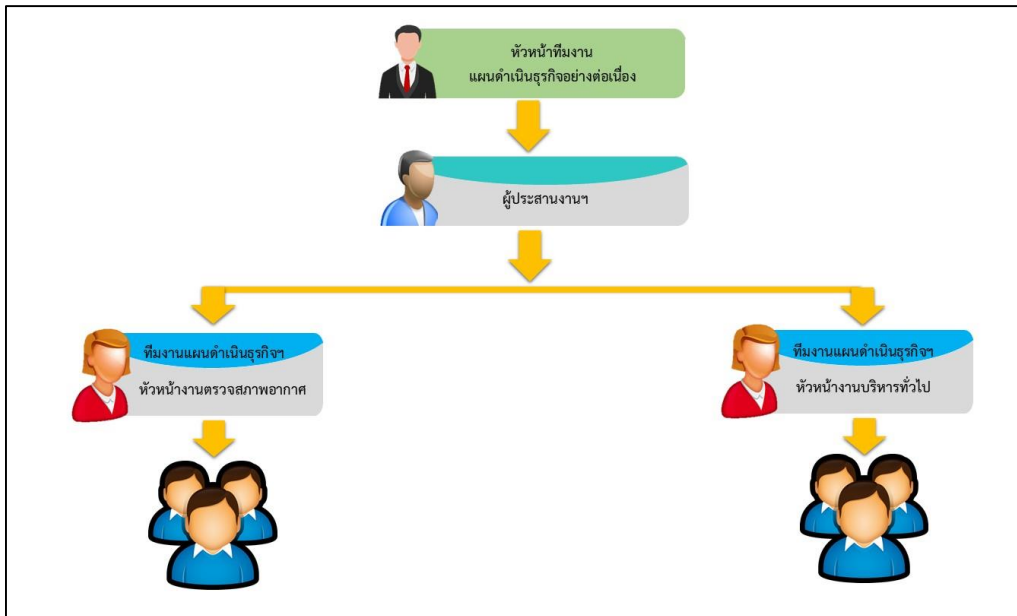 หัวหน้าทีมงาน
แผนดำเนินธุรกิจอย่างต่อเนื่อง
ผู้ประสานงานฯ
ทีมงานแผนดำเนินธุรกิจฯ
หัวหน้างานตรวจสภาพอากาศ
ทีมงานแผนดำเนินธุรกิจฯ
หัวหน้างานบริหารทั่วไป